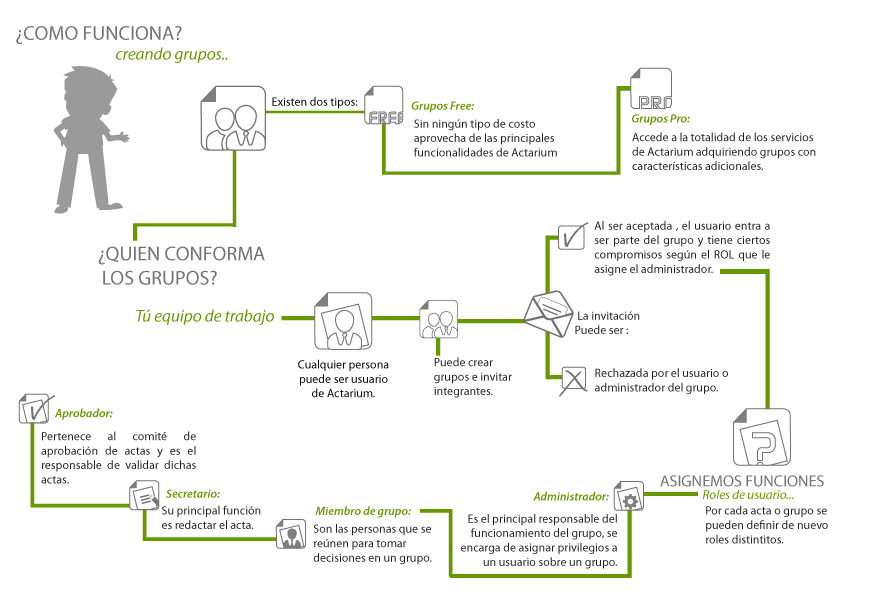 ¿COMO FUNCIONA?
creando grupos..
Existen dos tipos:
FREE
Grupos Free:
Sin ningún tipo de costo
aprovecha de las principales
funcionalidades de Actarium
PRO
Grupos Pro:
Accede a la totalidad de los servicios
de Actarium adquiriendo grupos con
características adicionales.
¿QUIEN CONFORMA
LOS GRUPOS?
Tú equipo de trabajo
Cualquier persona
puede ser usuario
de Actarium.
Puede crear
grupos e invitar
integrantes.
La invitación
Puede ser :
Al ser aceptada , el usuario entra a
ser parte del grupo y tiene ciertos
compromisos según el ROL que le
asigne el administrador.
Rechazada por el usuario o
administrador del grupo.
?
ASIGNEMOS FUNCIONES
Roles de usuario...
Por cada acta o grupo se
pueden definir de nuevo
roles distintitos.
Administrador:
Es el principal responsable del
funcionamiento del grupo, se
encarga de asignar privilegios a
un usuario sobre un grupo.
Miembro de grupo:
Son las personas que se
reúnen para tomar
decisiones en un grupo.
Secretario:
Su principal función
es redactar el acta.
Aprobador:
Pertenece al comité de
aprobación de actas y es el
responsable de validar dichas
actas.